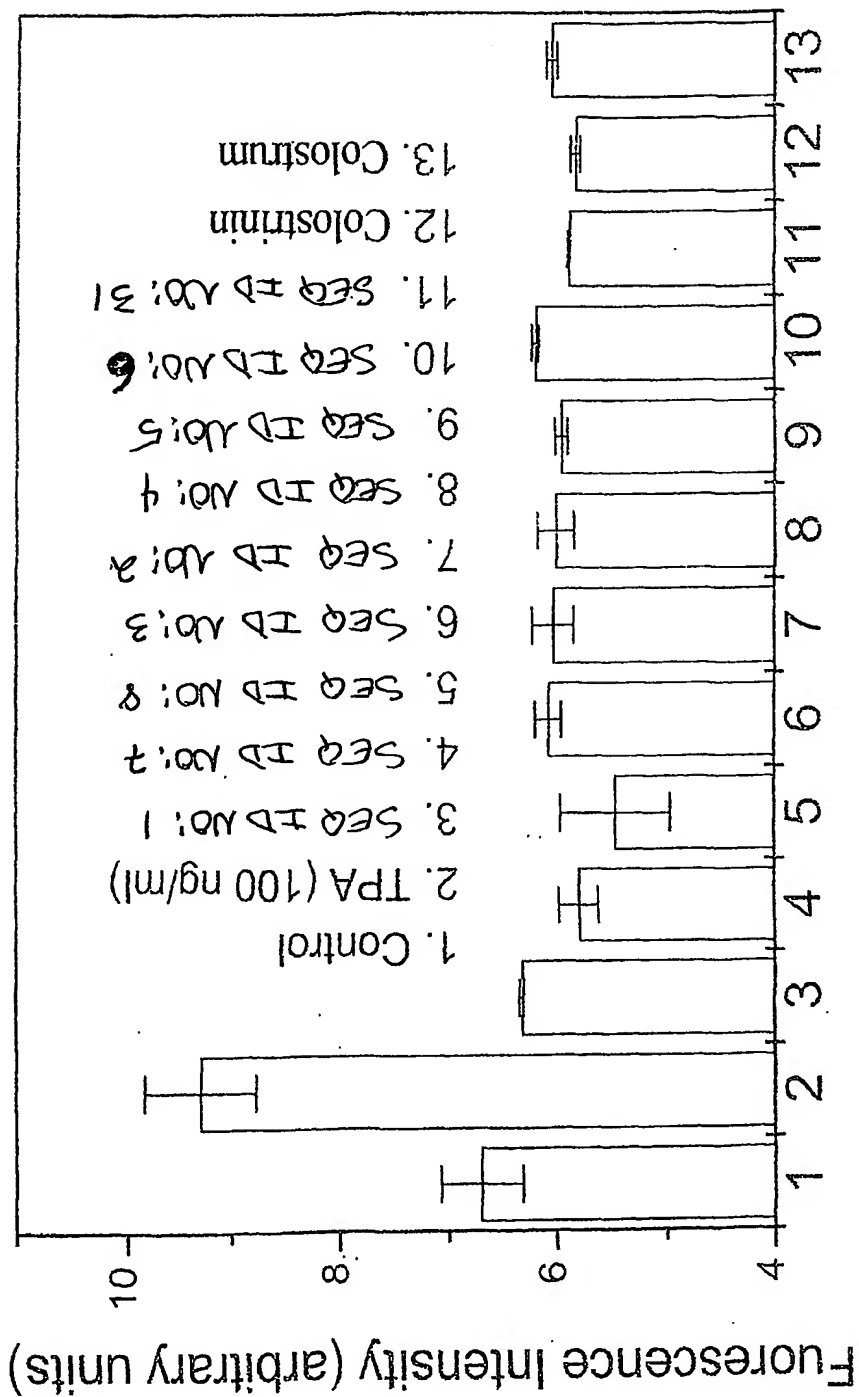 Fuorescence Intensity (arbitrary units)
10
8
6
4
1. Control
2. TPA (100 ng/ml)
3. SEQ ID NO:1
4. SEQ ID NO:7
5. SEQ ID NO:8
6. SEQ ID NO:3
7. SEQ ID NO:2
8. SEQ ID NO:4
9. SEQ ID NO:5
10. SEQ ID NO:6
11. SEQ ID NO:31
12. Colostrinin
13. Colostrum
1 2 3 4 5 6 7 8 9 10 11 12 13